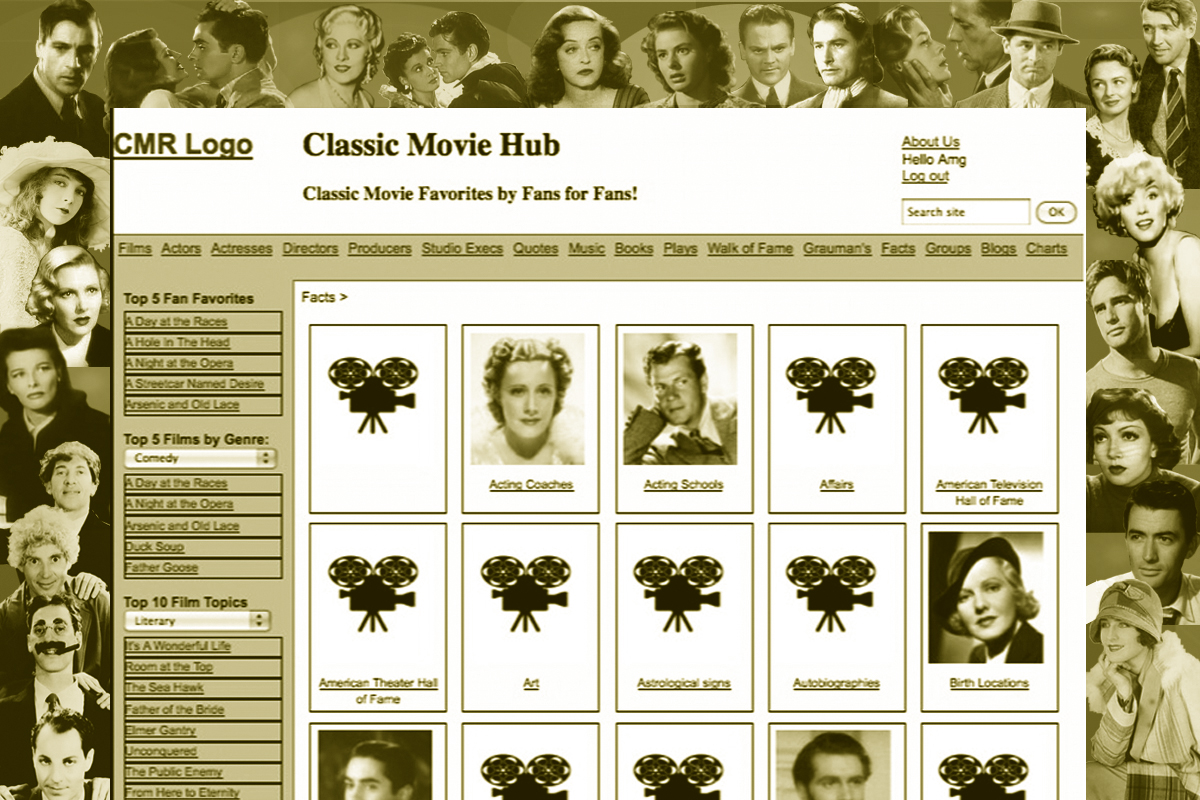 CMR Logo
Classic Movie Hub
Classic Movie Favorites by Fans for Fans!
About Us
Hello Amg
Log out
Search site
OK
Films Actors Actresses Directors Producers Studio Execs Quotes Music Books Plays Walk of Fame Grauman's Facts Groups Blogs Charts
Top 5 Fan Favorites
A Day at the Races
A Hole In The Head
A Night at the Opera
A Streetcar Named Desire
Arsenic and Old Lace
Top 5 Films by Genre:
Comedy
A Day at the Races
A Night at the Opera
Arsenic and Old Lace
Duck Soup
Father Goose
Top 10 Film Topics
Literary
It's A Wonderful Life
Room at the Top
The Sea Hawk
Father of the Bride
Elmer Gantry
Unconquered
The Public Enemy
From Here to Eternity
Facts >
Acting Coaches
Acting Schools
Affairs
American Television
Hall of Fame
American Theater Hall
of Fame
Art
Astrological signs
Autobiographies
Birth Locations